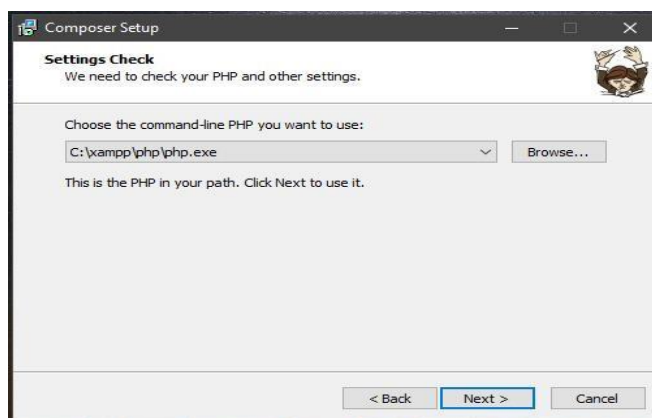 Composer Setup
Settings Check
We need to check your PHP and other settings.
Choose the command-line PHP you want to use:
C:\xampp\php\php.exe
Browse...
This is the PHP in your path. Click Next to use it.
< Back
Next >
Cancel